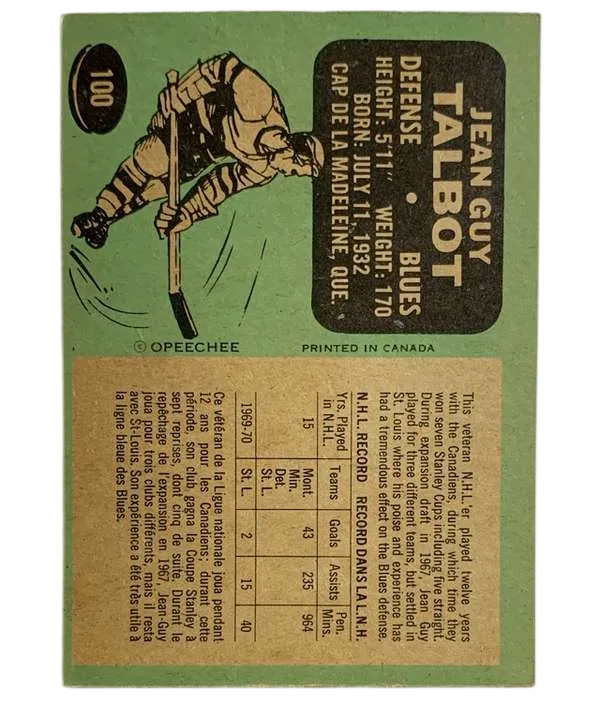 100
JEAN GUY
TALBOT
DEFENSE • BLUES
HEIGHT: 5'11" WEIGHT: 170
BORN: JULY 11, 1932
CAP DE LA MADELEINE, QUE.
© OPEECHEE PRINTED IN CANADA
This veteran N.H.L.'er played twelve years
with the Canadiens, during which time they
won seven Stanley Cups including five straight.
During expansion draft in 1967, Jean Guy
played for three different teams, but settled in
St. Louis where his poise and experience has
had a tremendous effect on the Blues defense.
N.H.L. RECORD RECORD DANS LA L.N.H.
Yrs. Played in N.H.L. Teams Goals Assists Pen. Mins.
15 Mont. Min. Det. St. L. 43 235 964
1969-70 St. L. 2 15 40
Ce vétéran de la Ligue nationale joua pendant
12 ans pour les Canadiens; durant cette
période, son club gagna la Coupe Stanley à
sept reprises, dont cinq de suite. Durant le
repêchage de l'expansion en 1967, Jean-Guy
joua pour trois clubs différents, mais il resta
avec St-Louis. Son expérience a été très utile à
la ligne bleue des Blues.